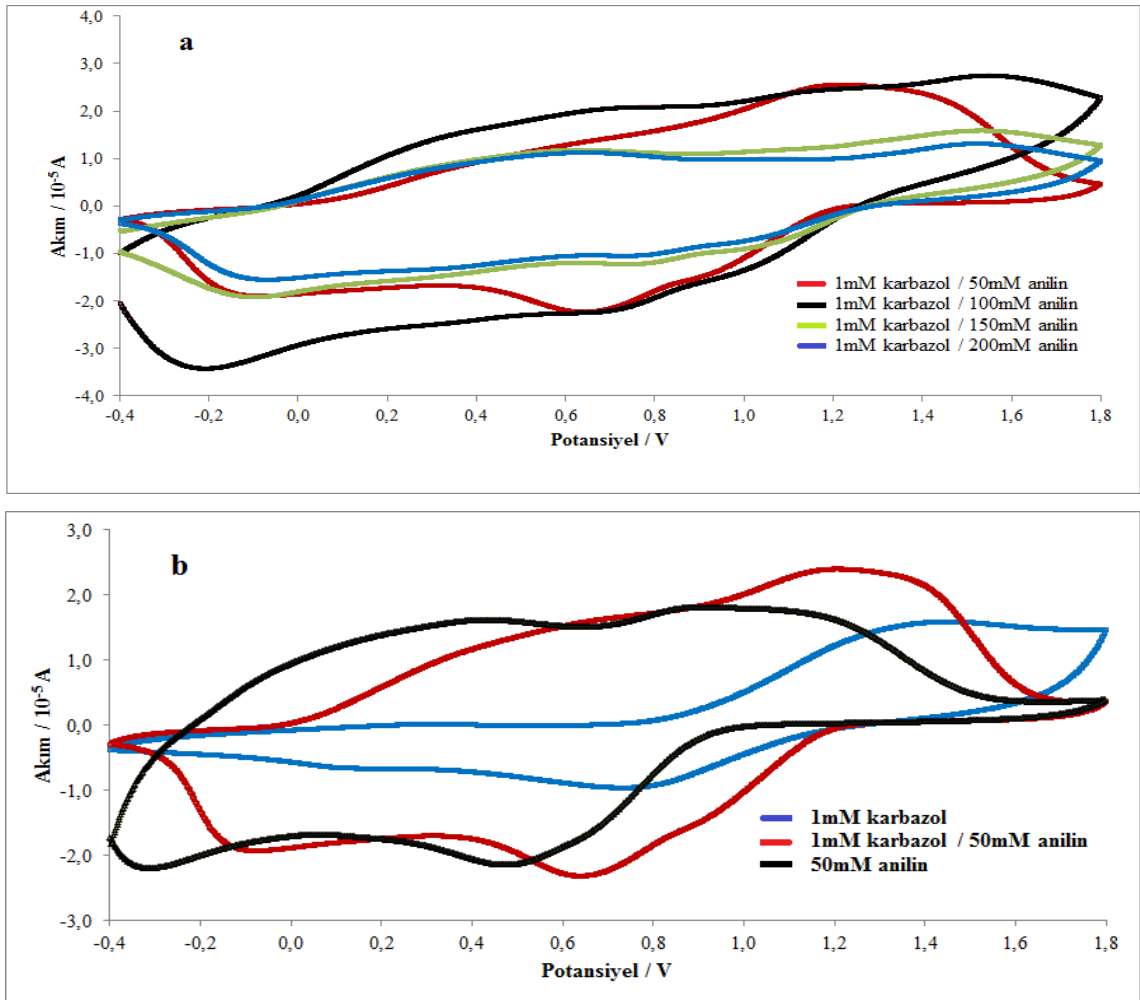 a
4,0
3,0
2,0
1,0
0,0
-1,0
-2,0
-3,0
-4,0
Akım / 10⁻⁵ A
1mM karbazol / 50mM anilin
1mM karbazol / 100mM anilin
1mM karbazol / 150mM anilin
1mM karbazol / 200mM anilin
-0,4 -0,2 0,0 0,2 0,4 0,6 0,8 1,0 1,2 1,4 1,6 1,8
Potansiyel / V
b
3,0
2,0
1,0
0,0
-1,0
-2,0
-3,0
Akım / 10⁻⁵ A
1mM karbazol
1mM karbazol / 50mM anilin
50mM anilin
-0,4 -0,2 0,0 0,2 0,4 0,6 0,8 1,0 1,2 1,4 1,6 1,8
Potansiyel / V